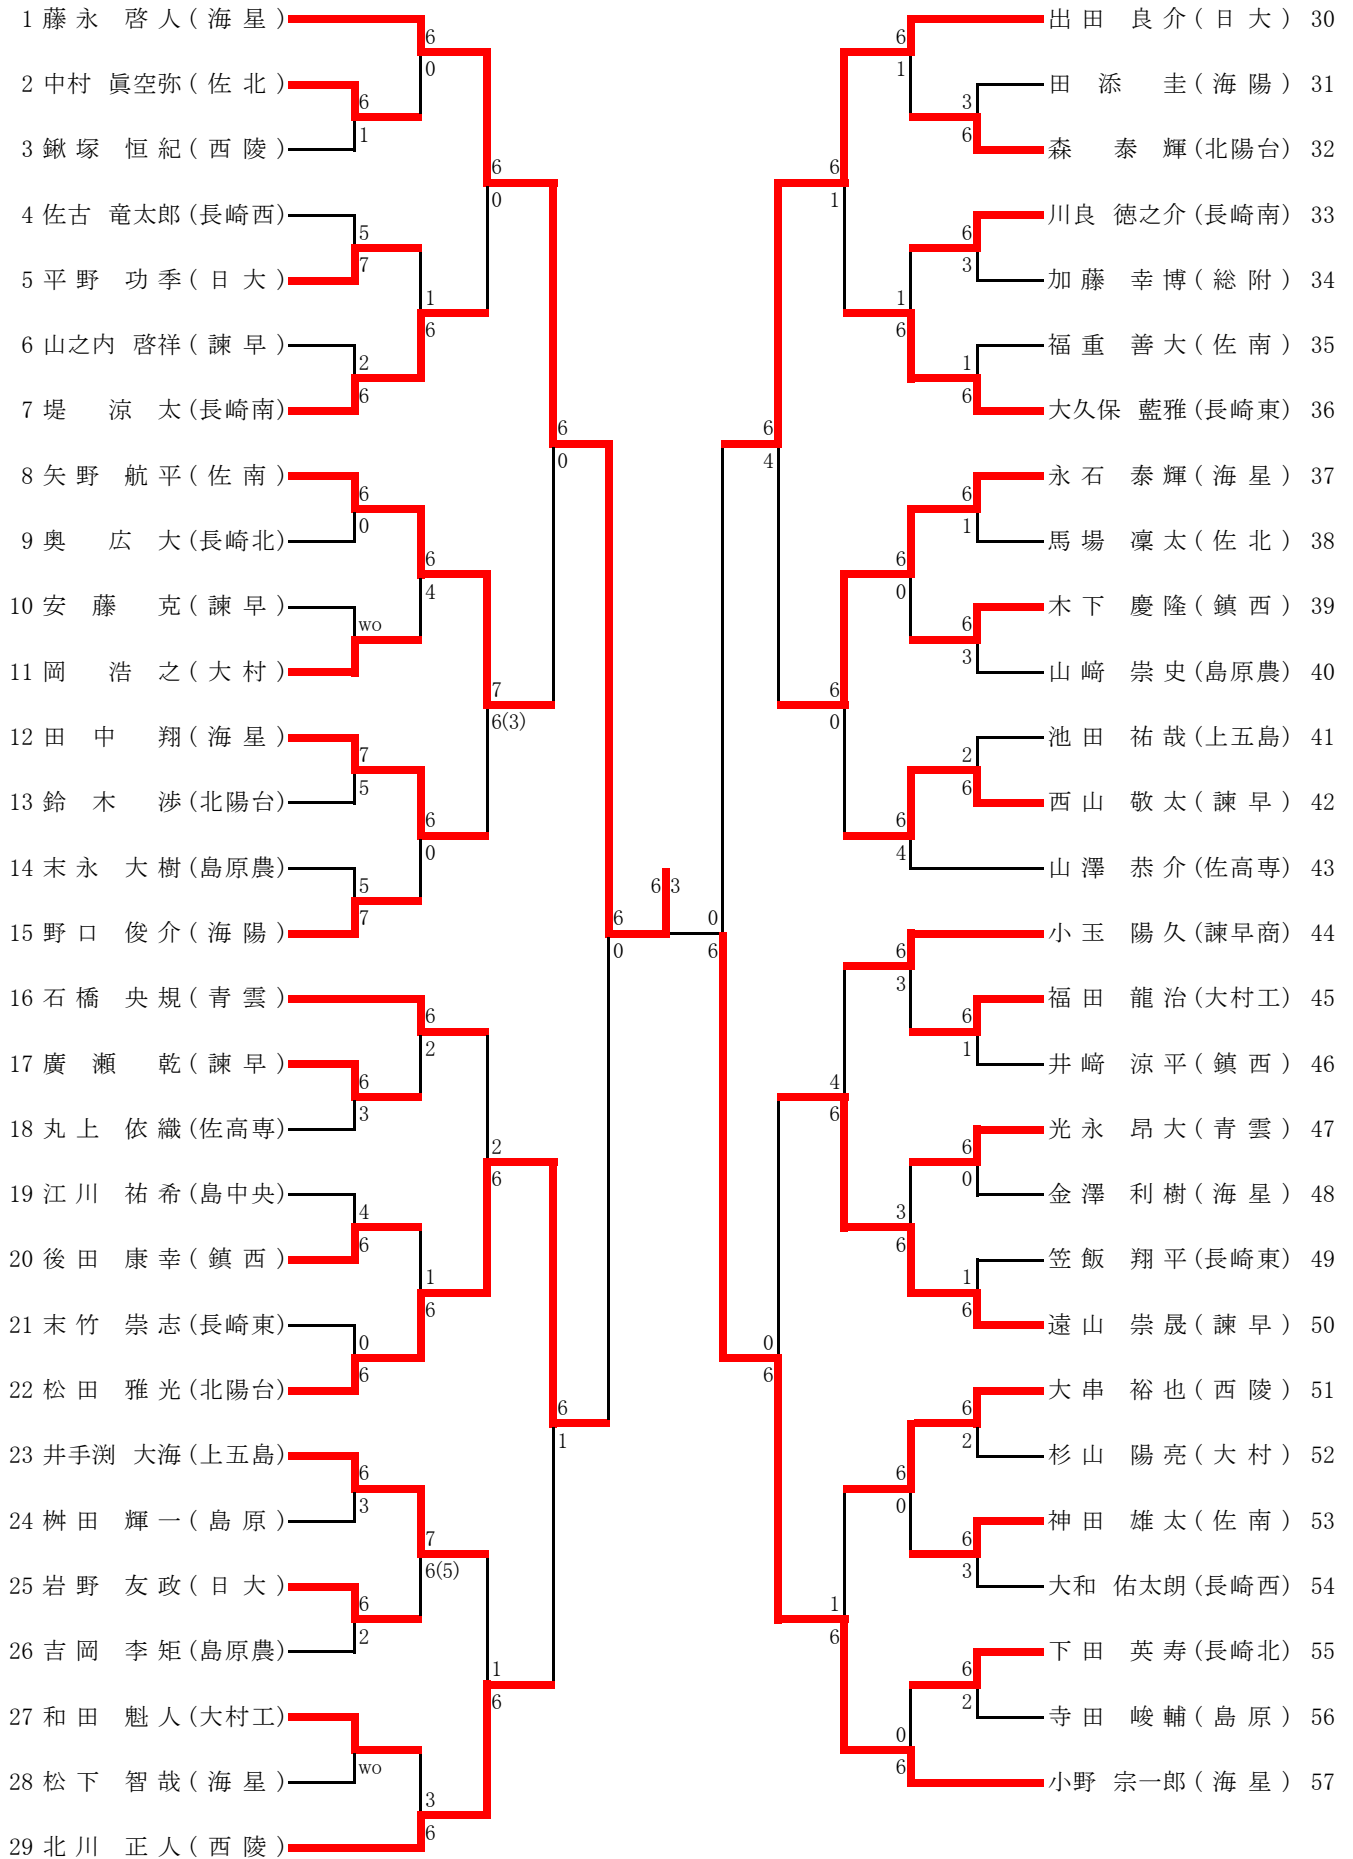 1 藤永 啓人(海星)
2 中村 眞空弥(佐北)
3 鍬塚 恒紀(西陵)
4 佐古 竜太郎(長崎西)
5 平野 功季(日大)
6 山之内 啓祥(諫早)
7 堤 涼太(長崎南)
8 矢野 航平(佐南)
9 奥 広大(長崎北)
10 安藤 克(諫早)
11 岡 浩之(大村)
12 田中 翔(海星)
13 鈴木 渉(北陽台)
14 末永 大樹(島原農)
15 野口 俊介(海陽)
16 石橋 央規(青雲)
17 廣瀬 乾(諫早)
18 丸上 依織(佐高専)
19 江川 祐希(島中央)
20 後田 康幸(鎮西)
21 末竹 崇志(長崎東)
22 松田 雅光(北陽台)
23 井手渕 大海(上五島)
24 桝田 輝一(島原)
25 岩野 友政(日大)
26 吉岡 李矩(島原農)
27 和田 魁人(大村工)
28 松下 智哉(海星)
29 北川 正人(西陵)
6
1
5
7
2
6
6
0
wo
7
5
5
7
6
3
4
6
0
6
6
3
6
2
wo
6
0
1
6
6
4
6
0
6
2
1
6
7
6(5)
3
6
6
0
7
6(3)
2
6
1
6
6
0
6
1
6
0
6 3
0
6
6
4
0
6
6
1
6
0
4
6
1
6
6
1
1
6
6
0
6
4
6
3
3
6
6
0
0
6
3
6
6
3
1
6
6
1
6
3
2
6
6
1
6
0
1
6
6
2
6
3
6
2
出田 良介(日大) 30
田添 圭(海陽) 31
森 泰輝(北陽台) 32
川良 徳之介(長崎南) 33
加藤 幸博(総附) 34
福重 善大(佐南) 35
大久保 藍雅(長崎東) 36
永石 泰輝(海星) 37
馬場 凜太(佐北) 38
木下 慶隆(鎮西) 39
山﨑 崇史(島原農) 40
池田 祐哉(上五島) 41
西山 敬太(諫早) 42
山澤 恭介(佐高専) 43
小玉 陽久(諫早商) 44
福田 龍治(大村工) 45
井﨑 涼平(鎮西) 46
光永 昂大(青雲) 47
金澤 利樹(海星) 48
笠飯 翔平(長崎東) 49
遠山 崇晟(諫早) 50
大串 裕也(西陵) 51
杉山 陽亮(大村) 52
神田 雄太(佐南) 53
大和 佑太朗(長崎西) 54
下田 英寿(長崎北) 55
寺田 峻輔(島原) 56
小野 宗一郎(海星) 57